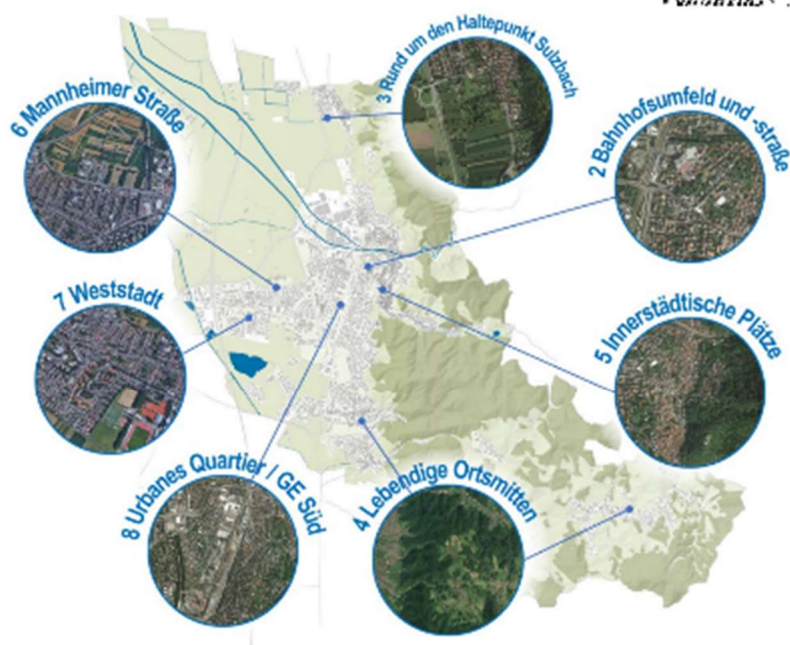 3 Rund um den Haltepunkt Sulzbach
6 Mannheimer Straße
2 Bahnhofsumfeld und -straße
7 Weststadt
5 Innerstädtische Plätze
8 Urbanes Quartier / GE Süd
4 Lebendige Ortsmitten